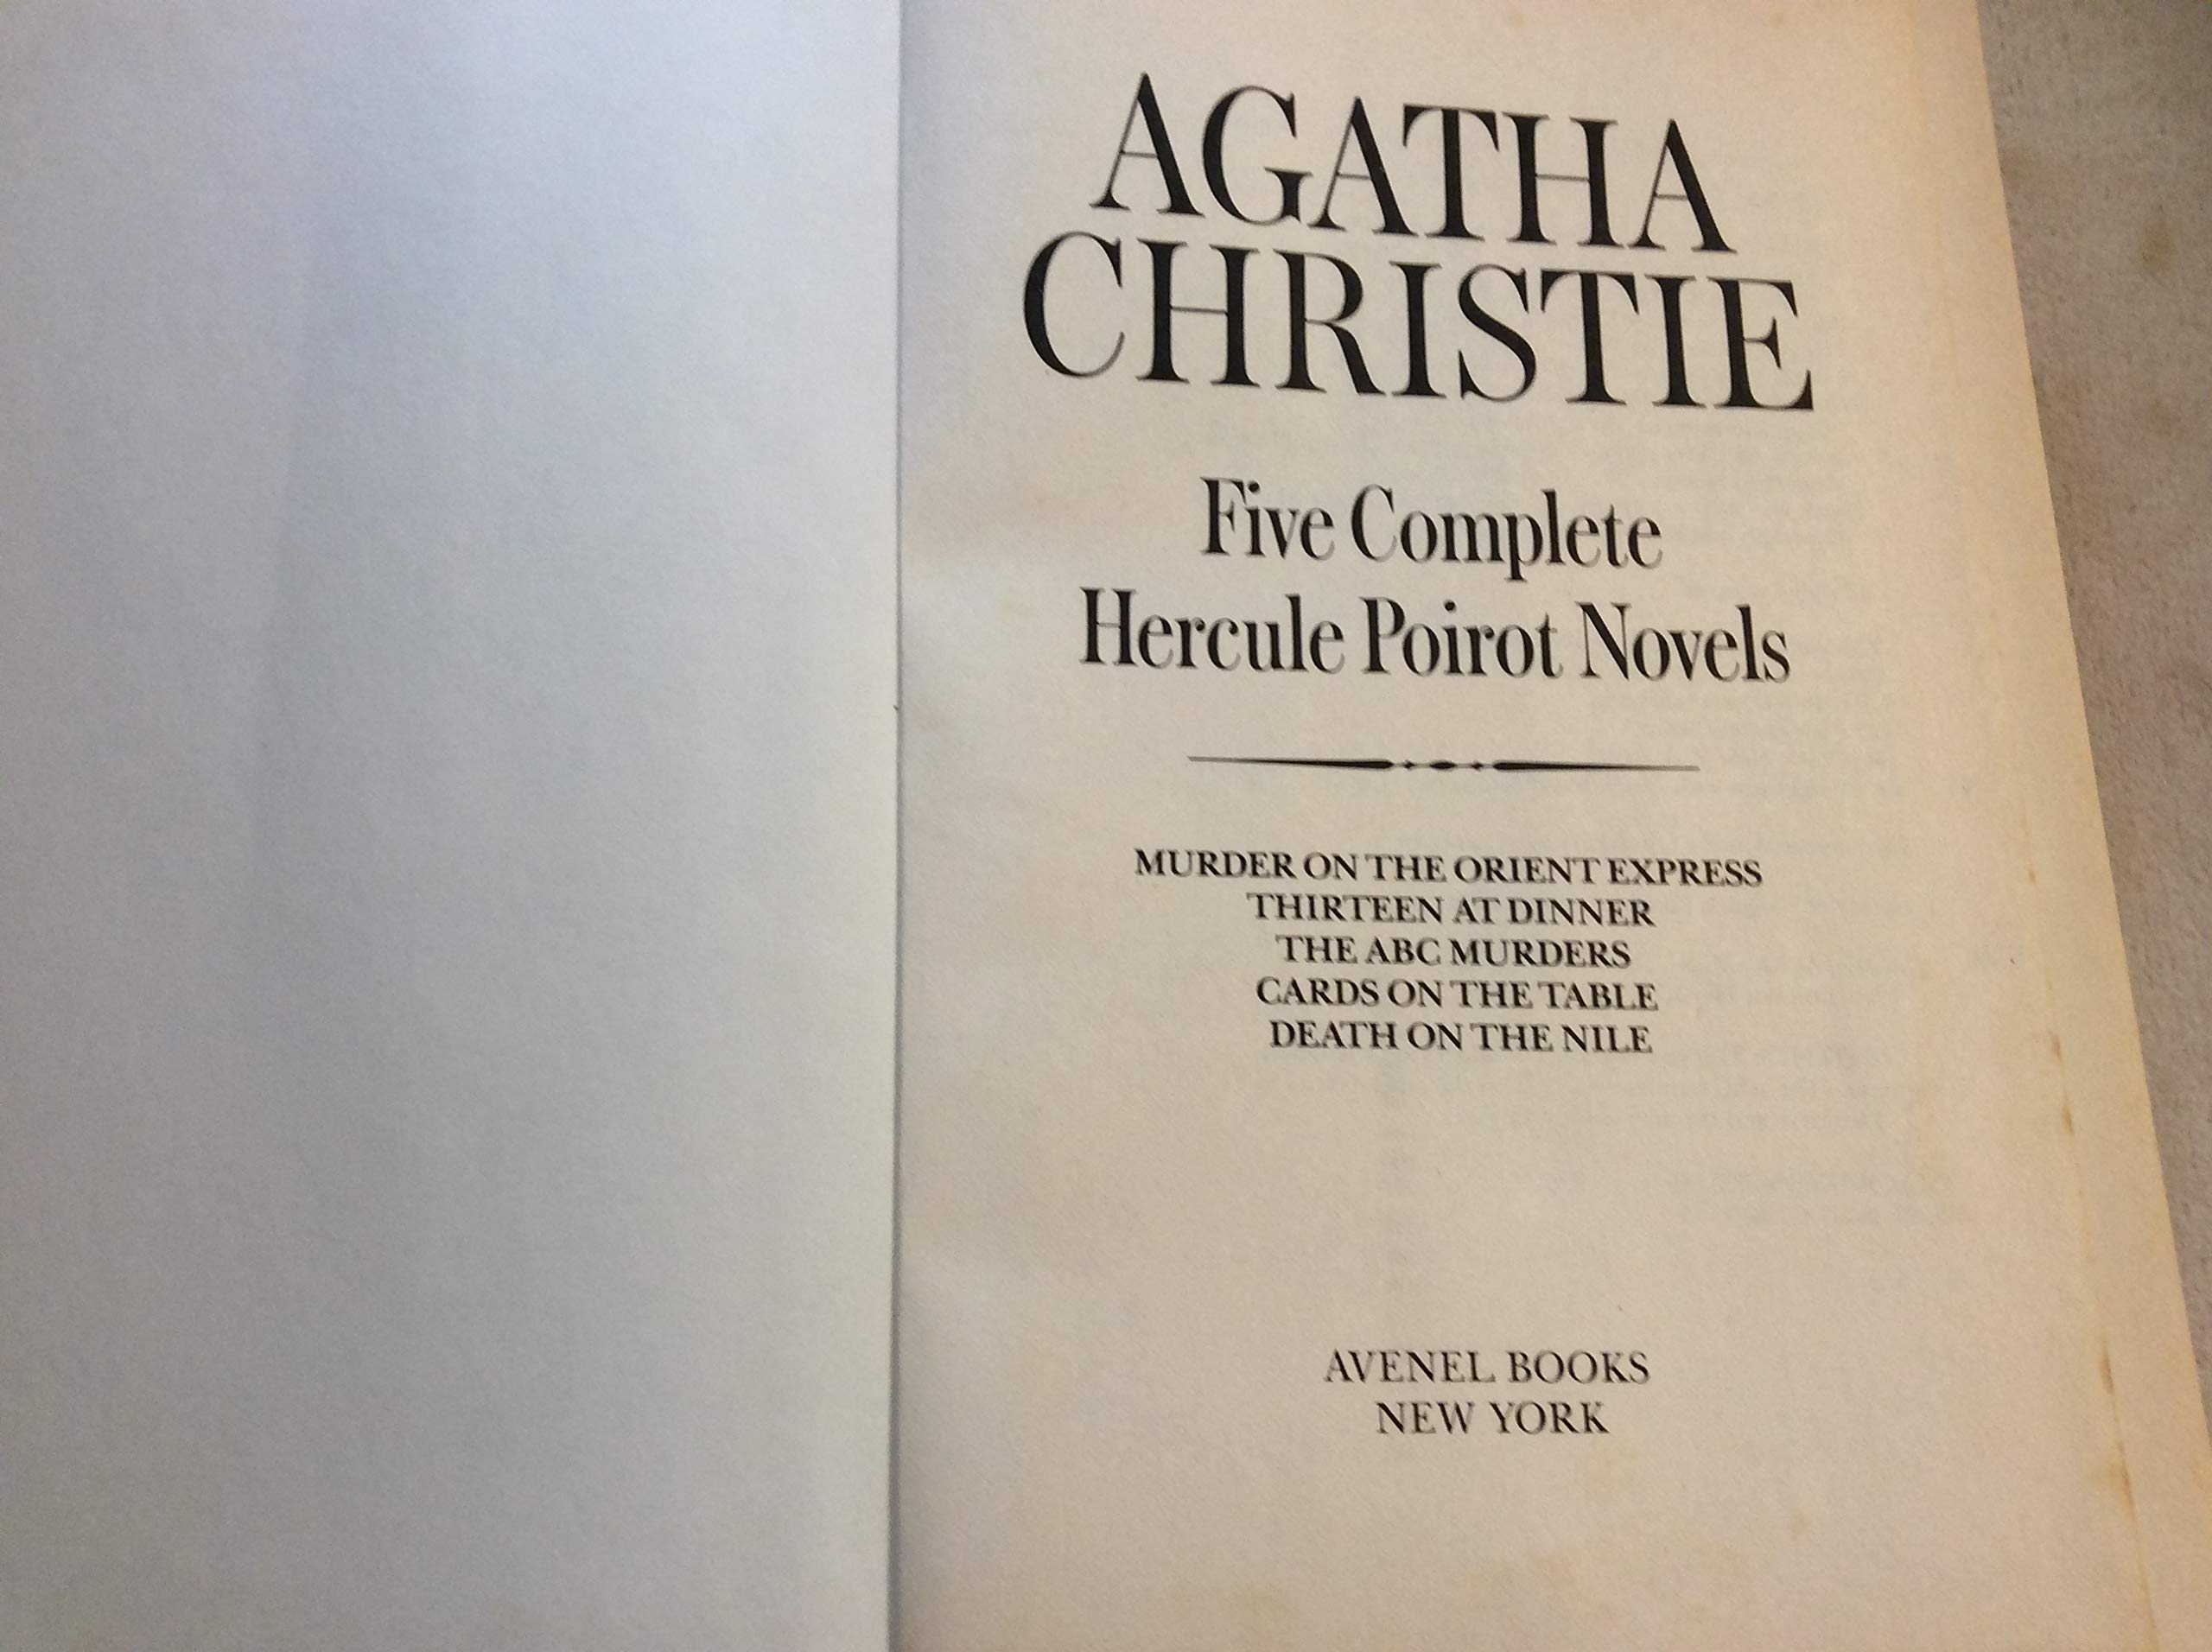 AGATHA
CHRISTIE
Five Complete
Hercule Poirot Novels
MURDER ON THE ORIENT EXPRESS
THIRTEEN AT DINNER
THE ABC MURDERS
CARDS ON THE TABLE
DEATH ON THE NILE
AVENEL BOOKS
NEW YORK